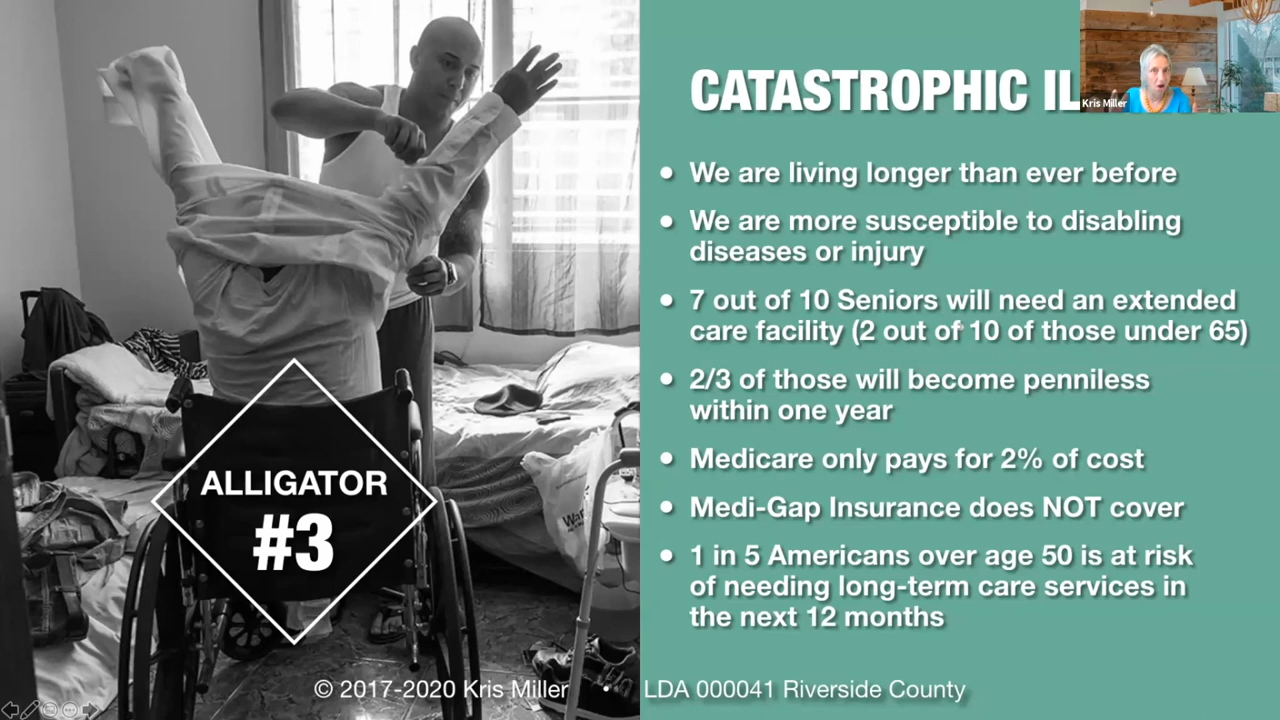 CATASTROPHIC IL
Kris Miller
• We are living longer than ever before
• We are more susceptible to disabling
diseases or injury
• 7 out of 10 Seniors will need an extended
care facility (2 out of 10 of those under 65)
• 2/3 of those will become penniless
within one year
• Medicare only pays for 2% of cost
• Medi-Gap Insurance does NOT cover
• 1 in 5 Americans over age 50 is at risk
of needing long-term care services in
the next 12 months
ALLIGATOR
#3
© 2017-2020 Kris Miller • LDA 000041 Riverside County